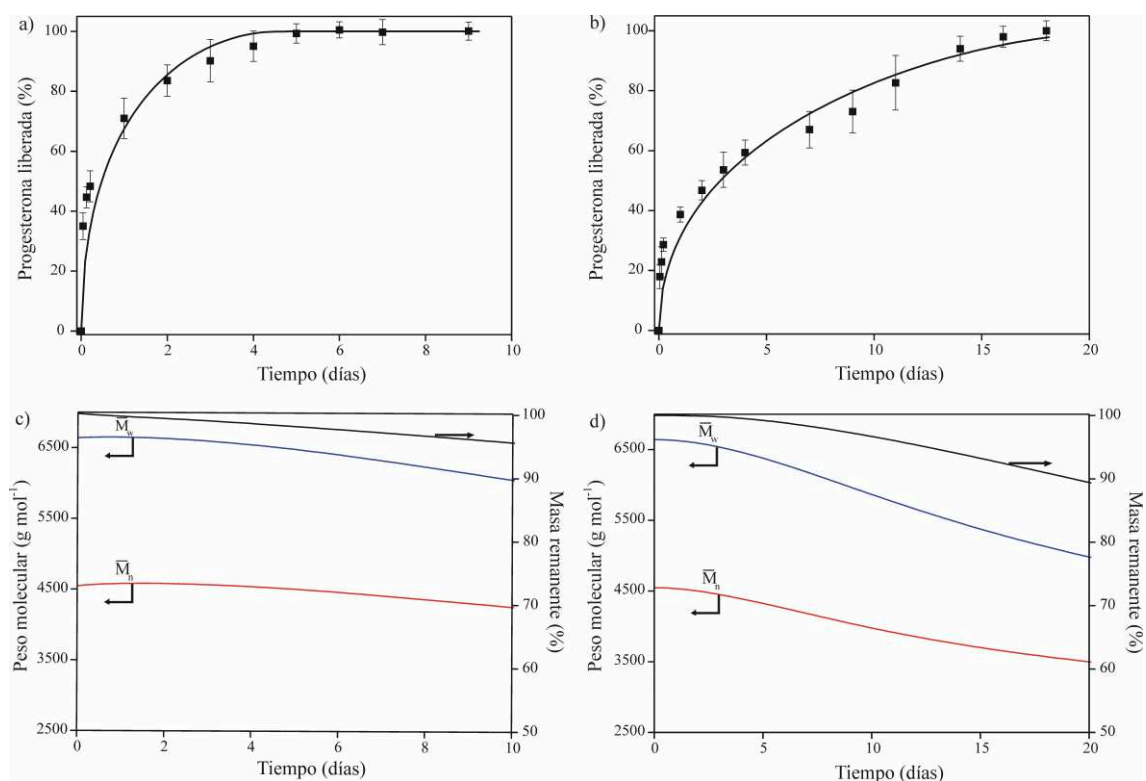 a)
100
80
60
40
20
0
Progesterona liberada (%)
0 2 4 6 8 10
Tiempo (días)
b)
100
80
60
40
20
0
Progesterona liberada (%)
0 5 10 15 20
Tiempo (días)
c)
M̅w
M̅n
6500
5500
4500
3500
2500
Peso molecular (g mol⁻¹)
100
90
80
70
60
50
Masa remanente (%)
0 2 4 6 8 10
Tiempo (días)
d)
M̅w
M̅n
6500
5500
4500
3500
2500
Peso molecular (g mol⁻¹)
100
90
80
70
60
50
Masa remanente (%)
0 5 10 15 20
Tiempo (días)